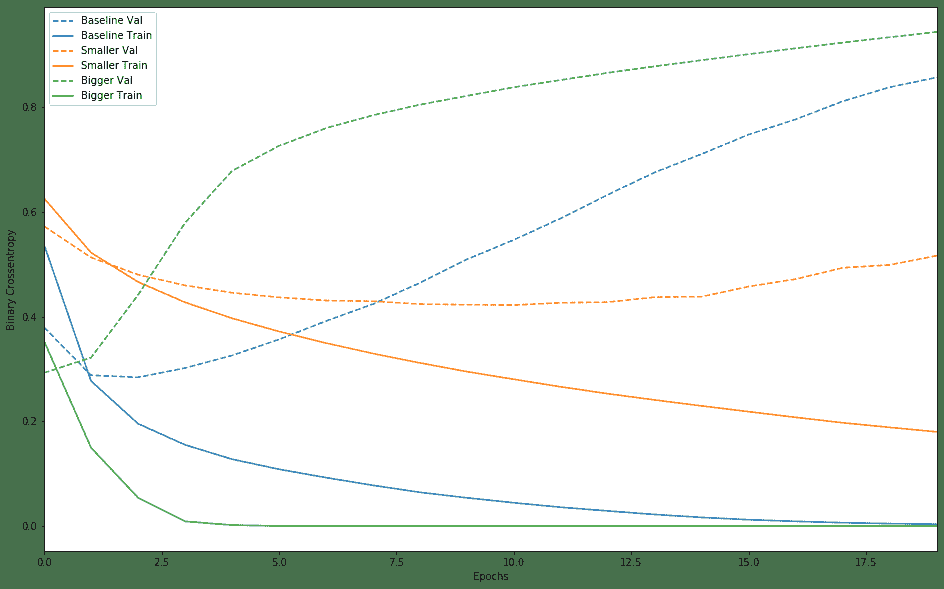 Baseline Val
Baseline Train
Smaller Val
Smaller Train
Bigger Val
Bigger Train
0.8
0.6
0.4
0.2
0.0
Binary Crossentropy
0.0 2.5 5.0 7.5 10.0 12.5 15.0 17.5
Epochs